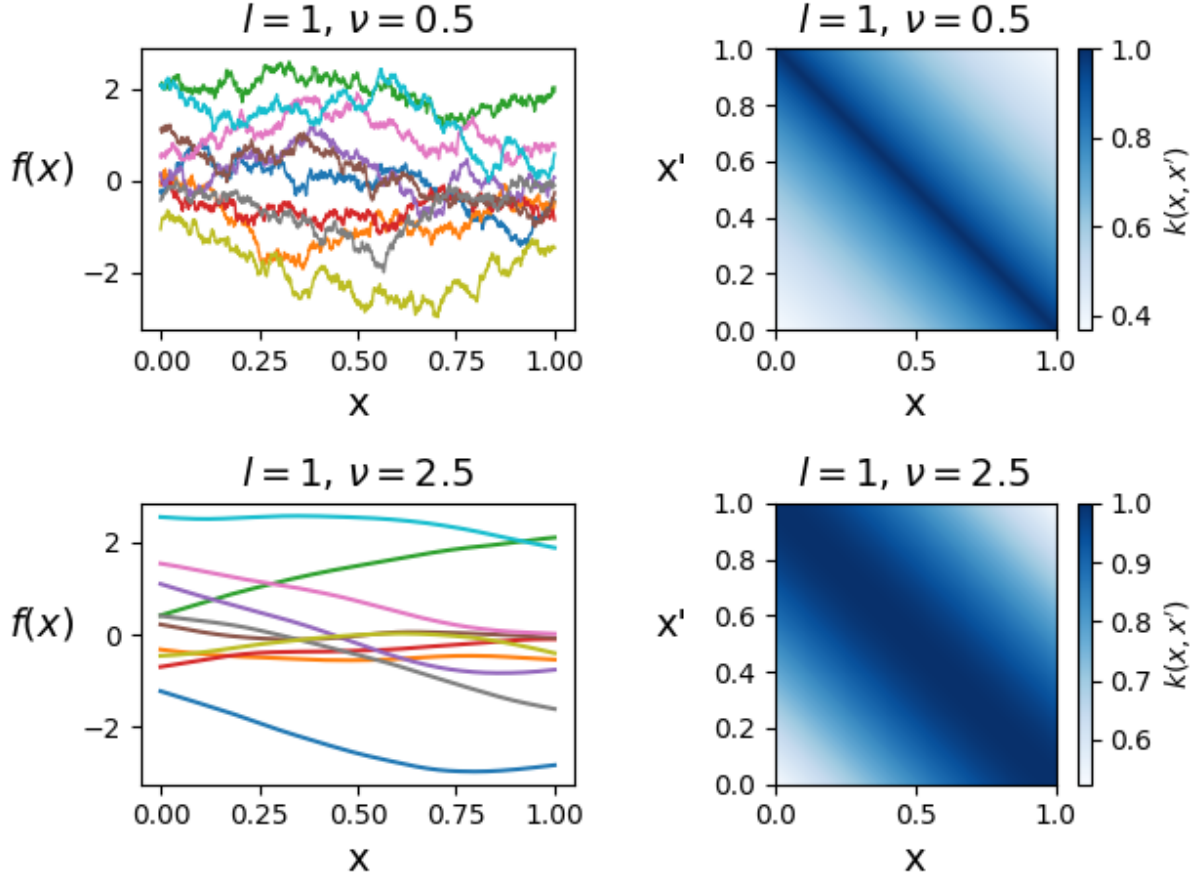 l = 1, ν = 0.5
f(x)
2
0
−2
0.00 0.25 0.50 0.75 1.00
x
l = 1, ν = 0.5
x'
1.0
0.8
0.6
0.4
0.2
0.0
0.0 0.5 1.0
x
1.0
0.8
0.6
0.4
k(x, x′)
l = 1, ν = 2.5
f(x)
2
0
−2
0.00 0.25 0.50 0.75 1.00
x
l = 1, ν = 2.5
x'
1.0
0.8
0.6
0.4
0.2
0.0
0.0 0.5 1.0
x
1.0
0.9
0.8
0.7
0.6
k(x, x′)